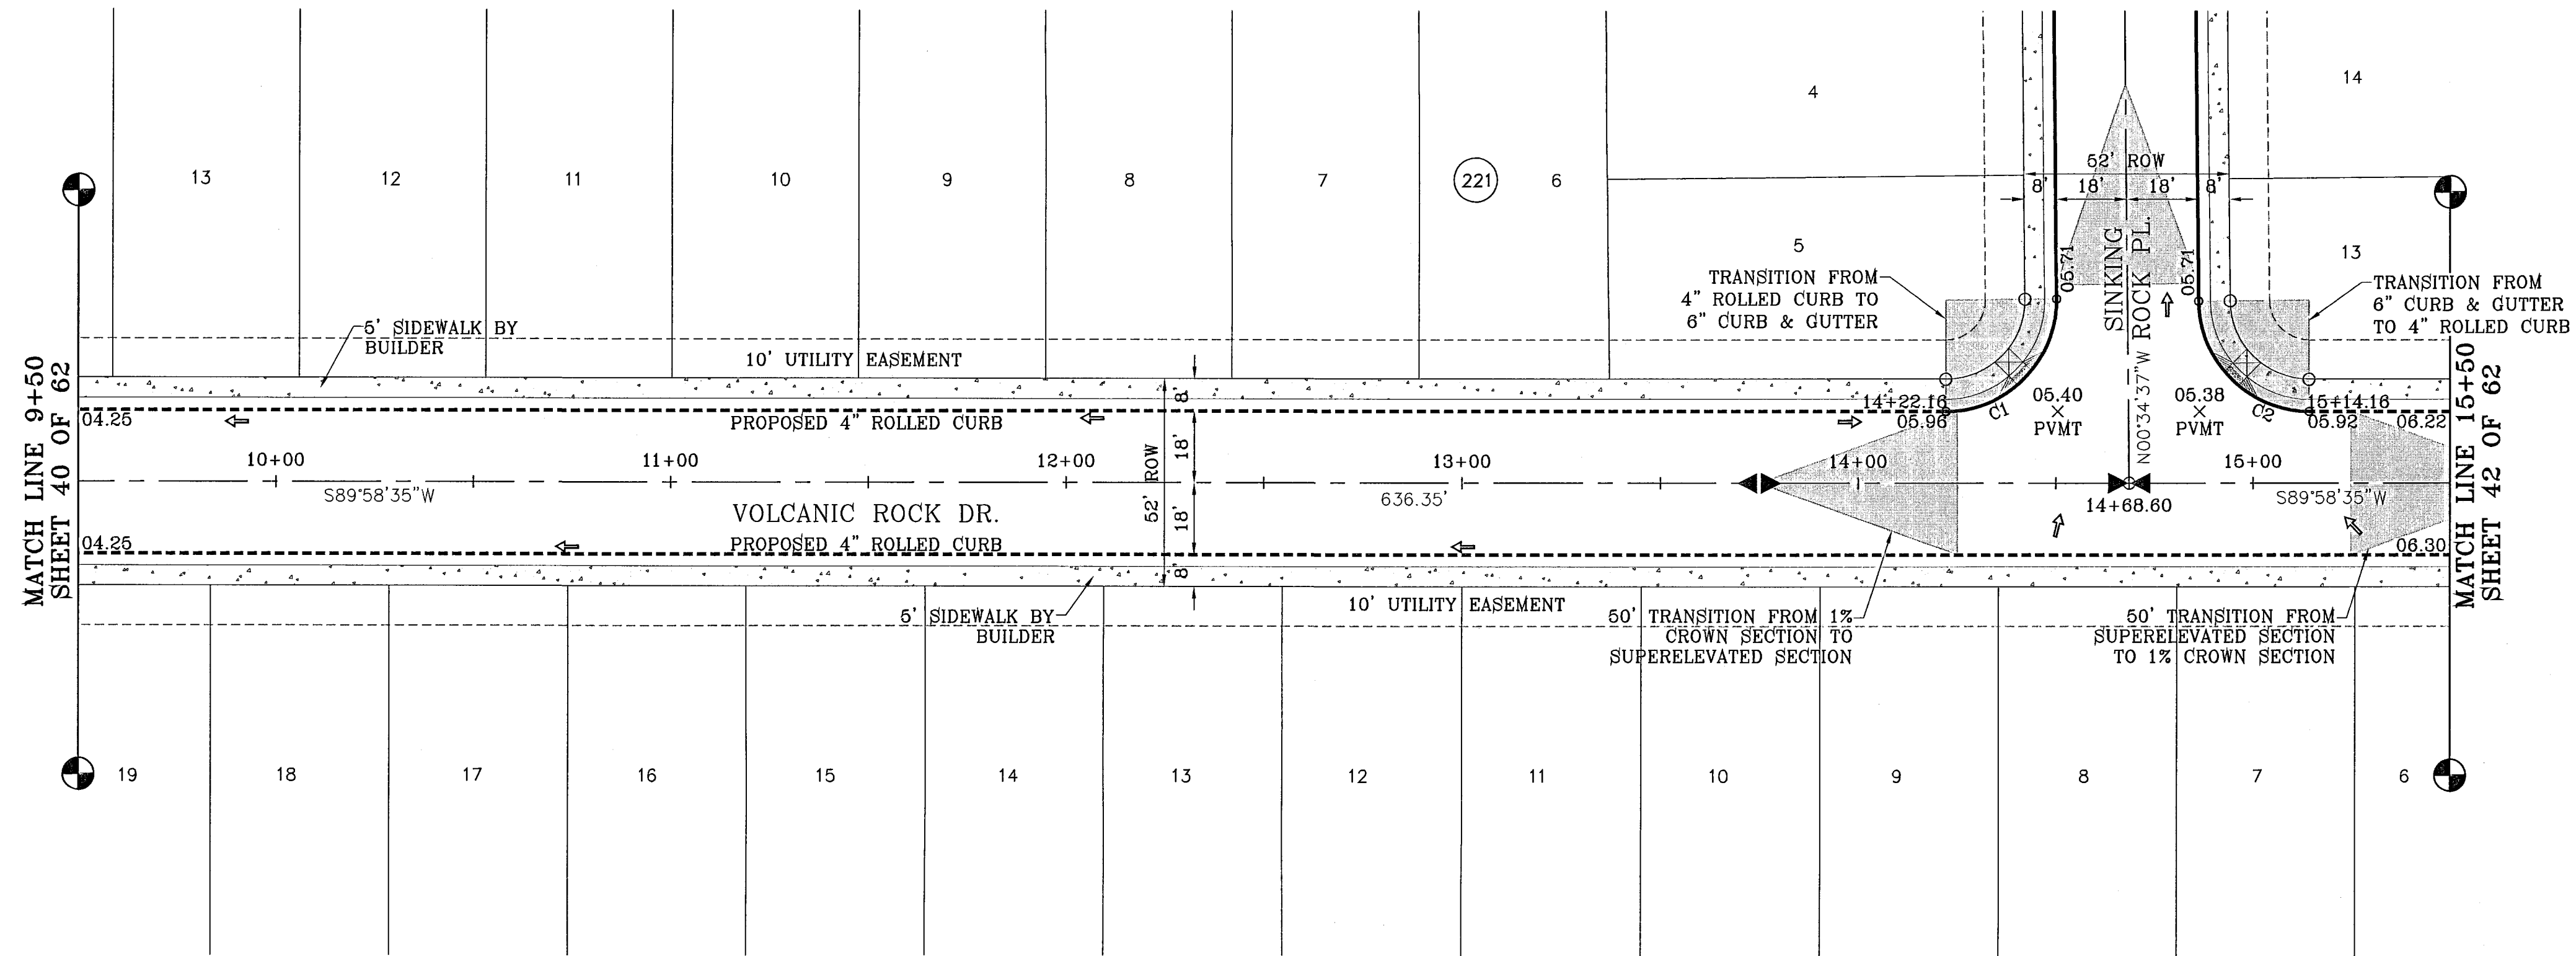 4
14
13
12
11
10
9
8
7
221
6
52' ROW
8'
18'
18'
8'
5
13
TRANSITION FROM
4" ROLLED CURB TO
6" CURB & GUTTER
05.71
05.71
SINKING
ROCK PL.
N00°34'37"W
TRANSITION FROM
6" CURB & GUTTER
TO 4" ROLLED CURB
5' SIDEWALK BY
BUILDER
10' UTILITY EASEMENT
MATCH LINE 9+50
SHEET 40 OF 62
MATCH LINE 15+50
SHEET 42 OF 62
04.25
PROPOSED 4" ROLLED CURB
8'
18'
52' ROW
18'
8'
14+22.16
05.96
C1
05.40
PVMT
05.38
PVMT
C2
15+14.16
05.92
06.22
10+00
11+00
12+00
13+00
14+00
15+00
S89°58'35"W
636.35'
14+68.60
S89°58'35"W
VOLCANIC ROCK DR.
04.25
PROPOSED 4" ROLLED CURB
06.30
5' SIDEWALK BY
BUILDER
10' UTILITY EASEMENT
50' TRANSITION FROM 1%
CROWN SECTION TO
SUPERELEVATED SECTION
50' TRANSITION FROM
SUPERELEVATED SECTION
TO 1% CROWN SECTION
19
18
17
16
15
14
13
12
11
10
9
8
7
6